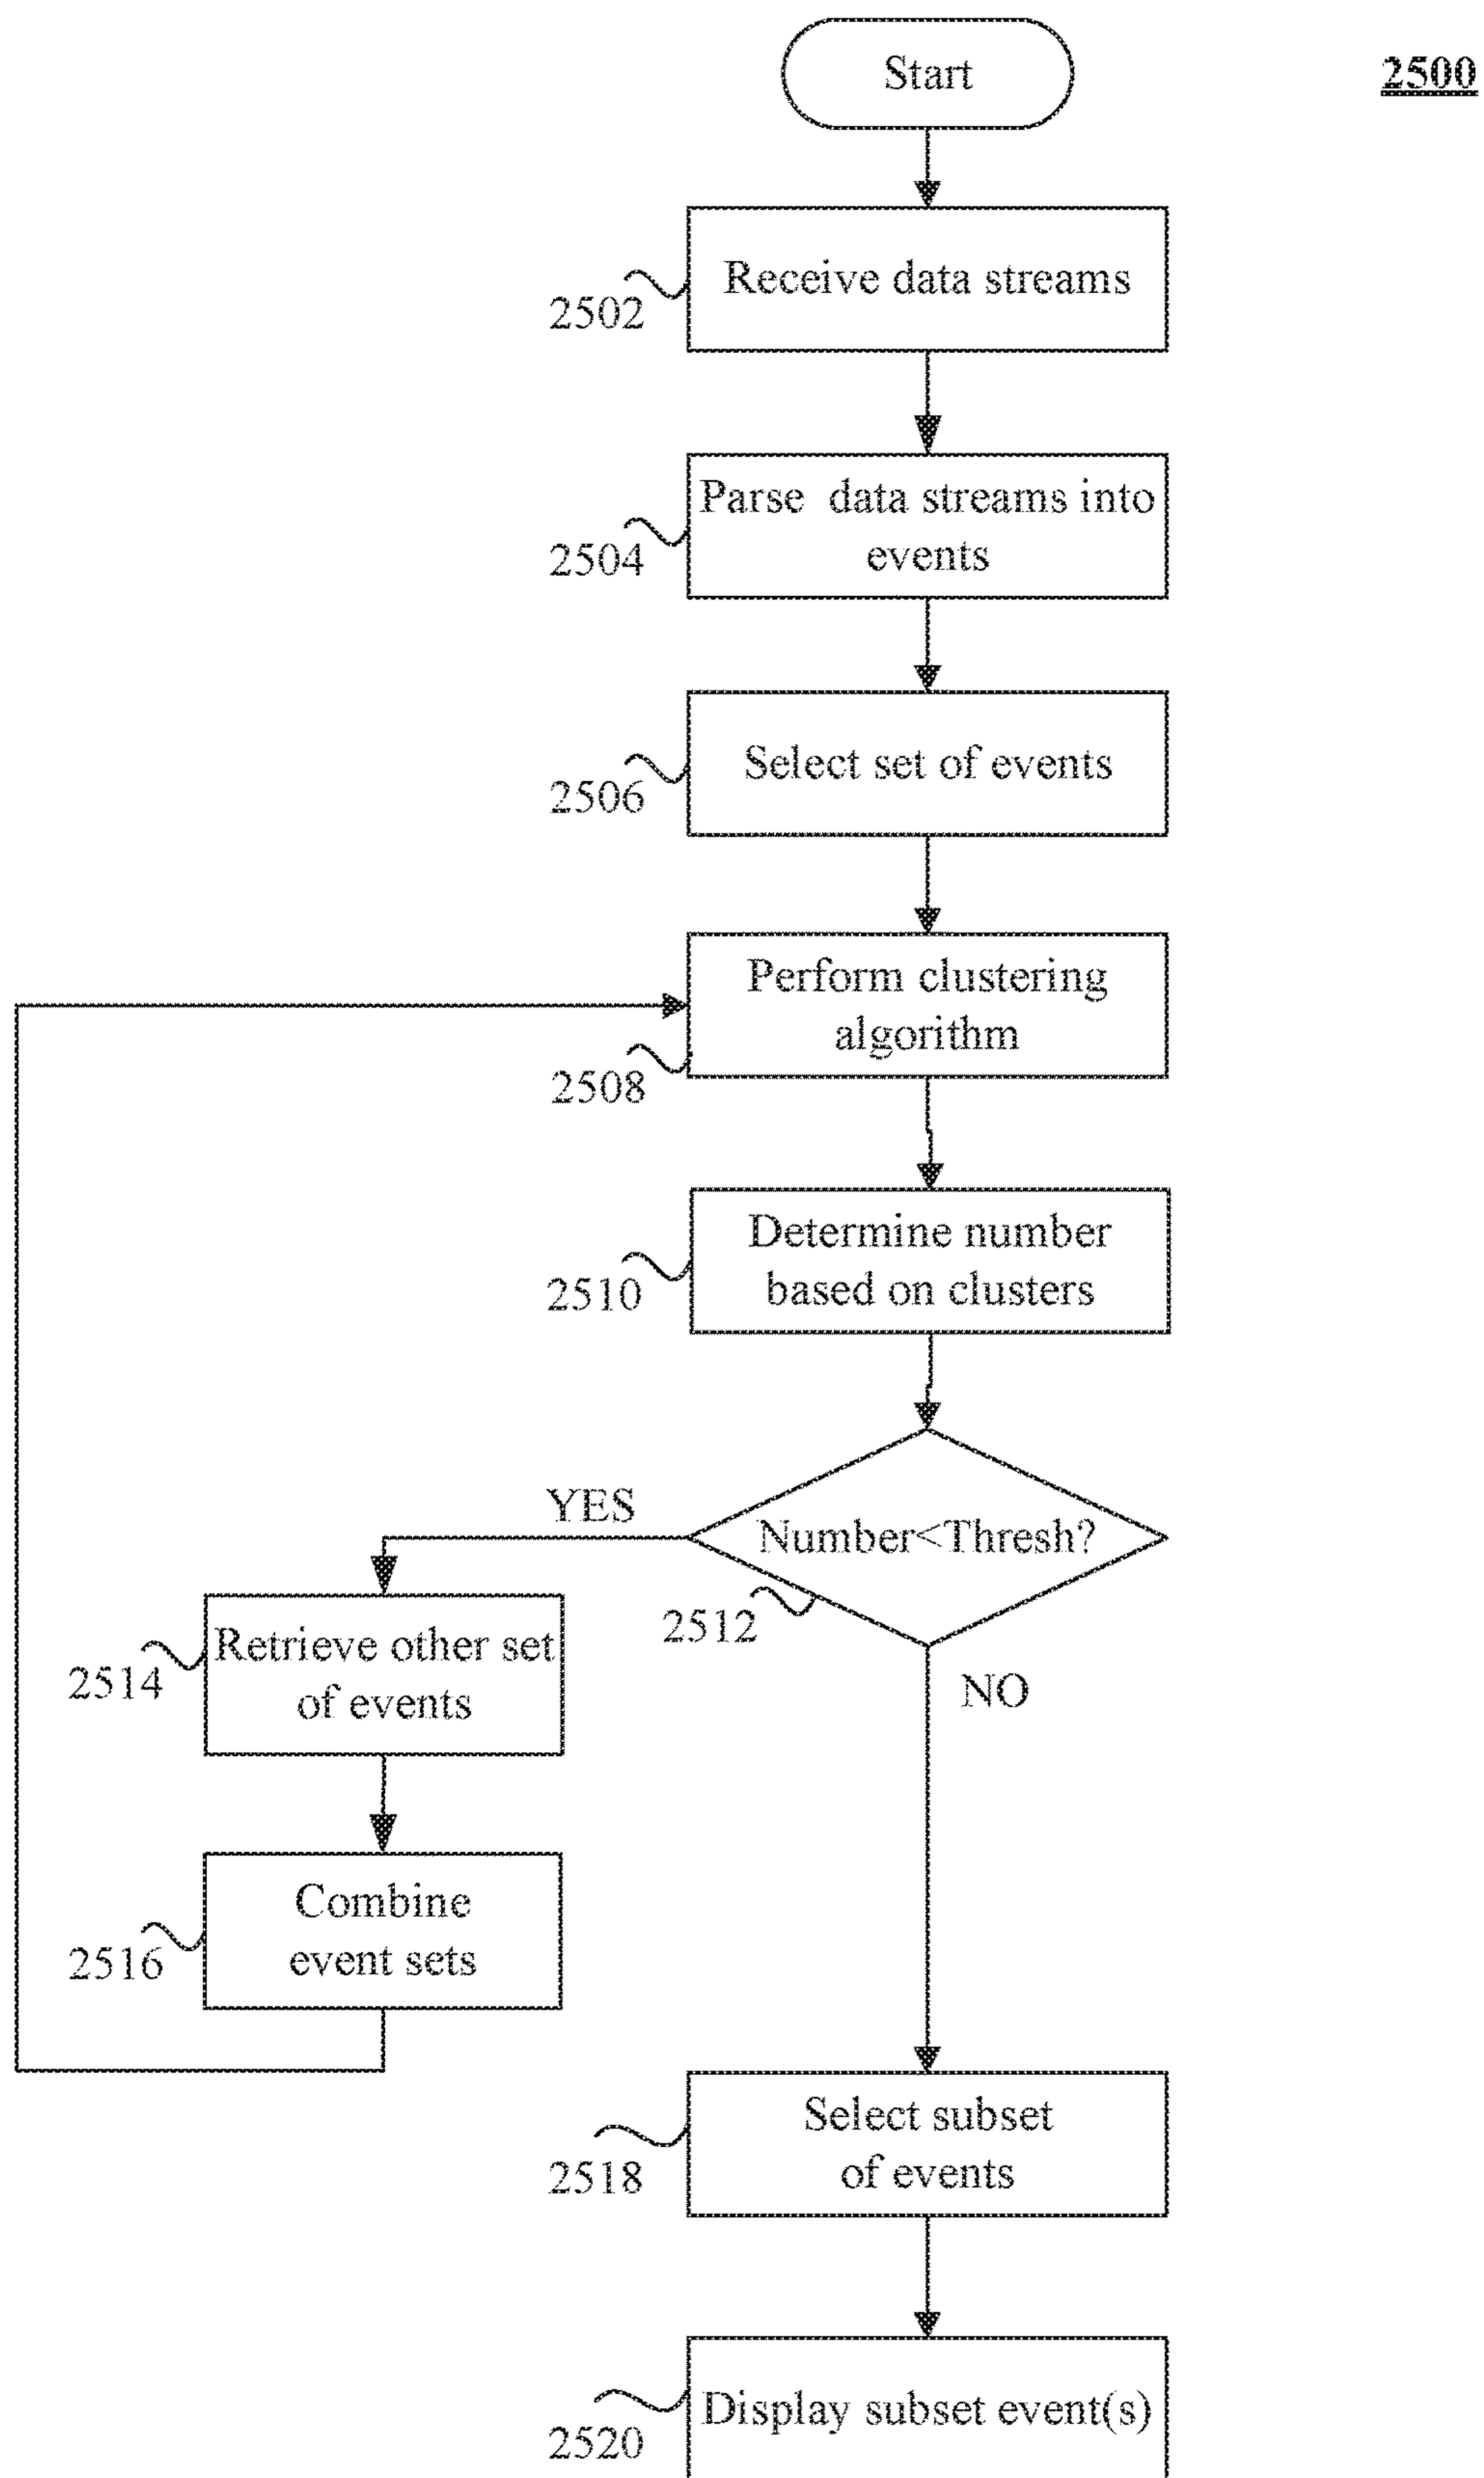 Start
2500
Receive data streams
2502
Parse data streams into
events
2504
Select set of events
2506
Perform clustering
algorithm
2508
Determine number
based on clusters
2510
YES
Number<Thresh?
2512
NO
Retrieve other set
of events
2514
Combine
event sets
2516
Select subset
of events
2518
Display subset event(s)
2520